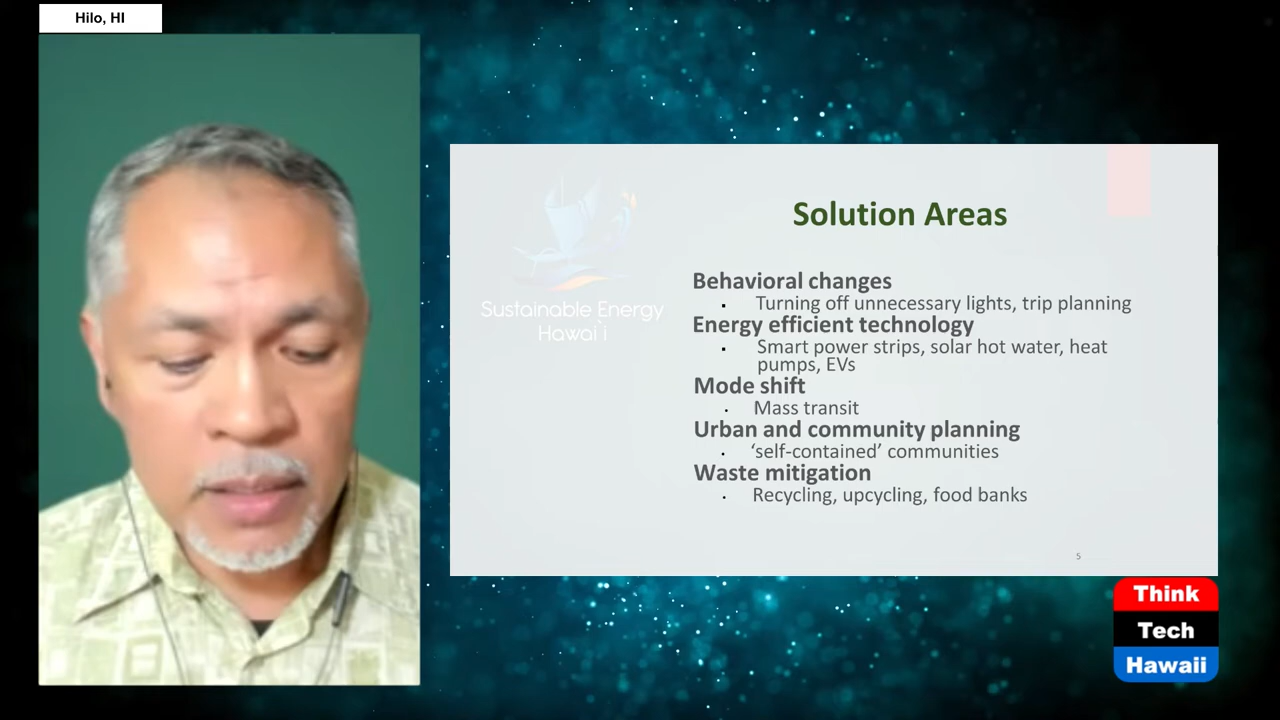 Hilo, HI
Sustainable Energy
Hawai`i
Solution Areas
Behavioral changes
▪ Turning off unnecessary lights, trip planning
Energy efficient technology
▪ Smart power strips, solar hot water, heat
pumps, EVs
Mode shift
▪ Mass transit
Urban and community planning
▪ ‘self-contained’ communities
Waste mitigation
▪ Recycling, upcycling, food banks
5
Think
Tech
Hawaii